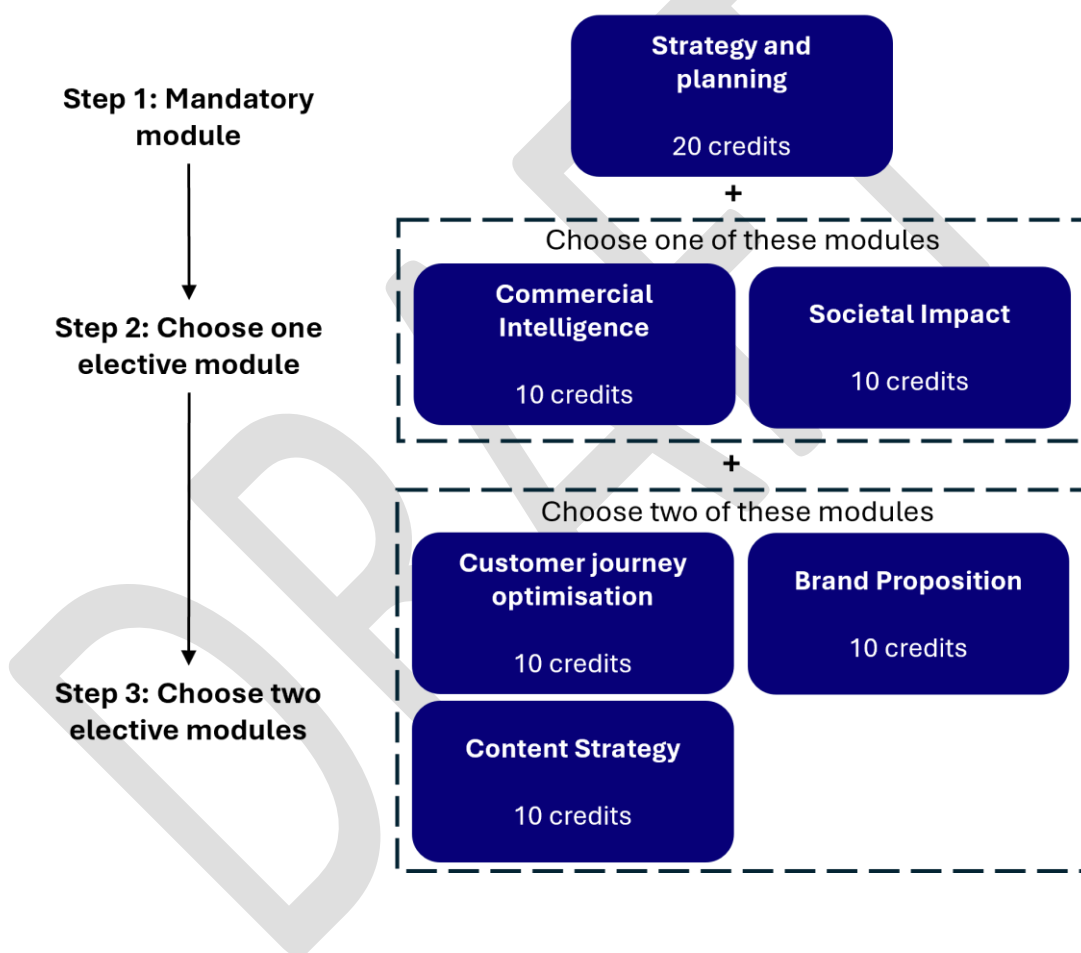 Step 1: Mandatory
module
Strategy and
planning
20 credits
+
Step 2: Choose one
elective module
Choose one of these modules
Commercial
Intelligence
10 credits
Societal Impact
10 credits
+
Step 3: Choose two
elective modules
Choose two of these modules
Customer journey
optimisation
10 credits
Brand Proposition
10 credits
Content Strategy
10 credits
DRAFT